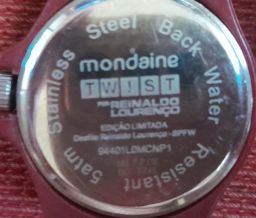 Stainless Steel Back Water Resistant 5atm
mondaine
TWIST
POR REINALDO
LOURENÇO
EDIÇÃO LIMITADA
Desfile Reinaldo Lourenço - SPFW
94401L0MCNP1